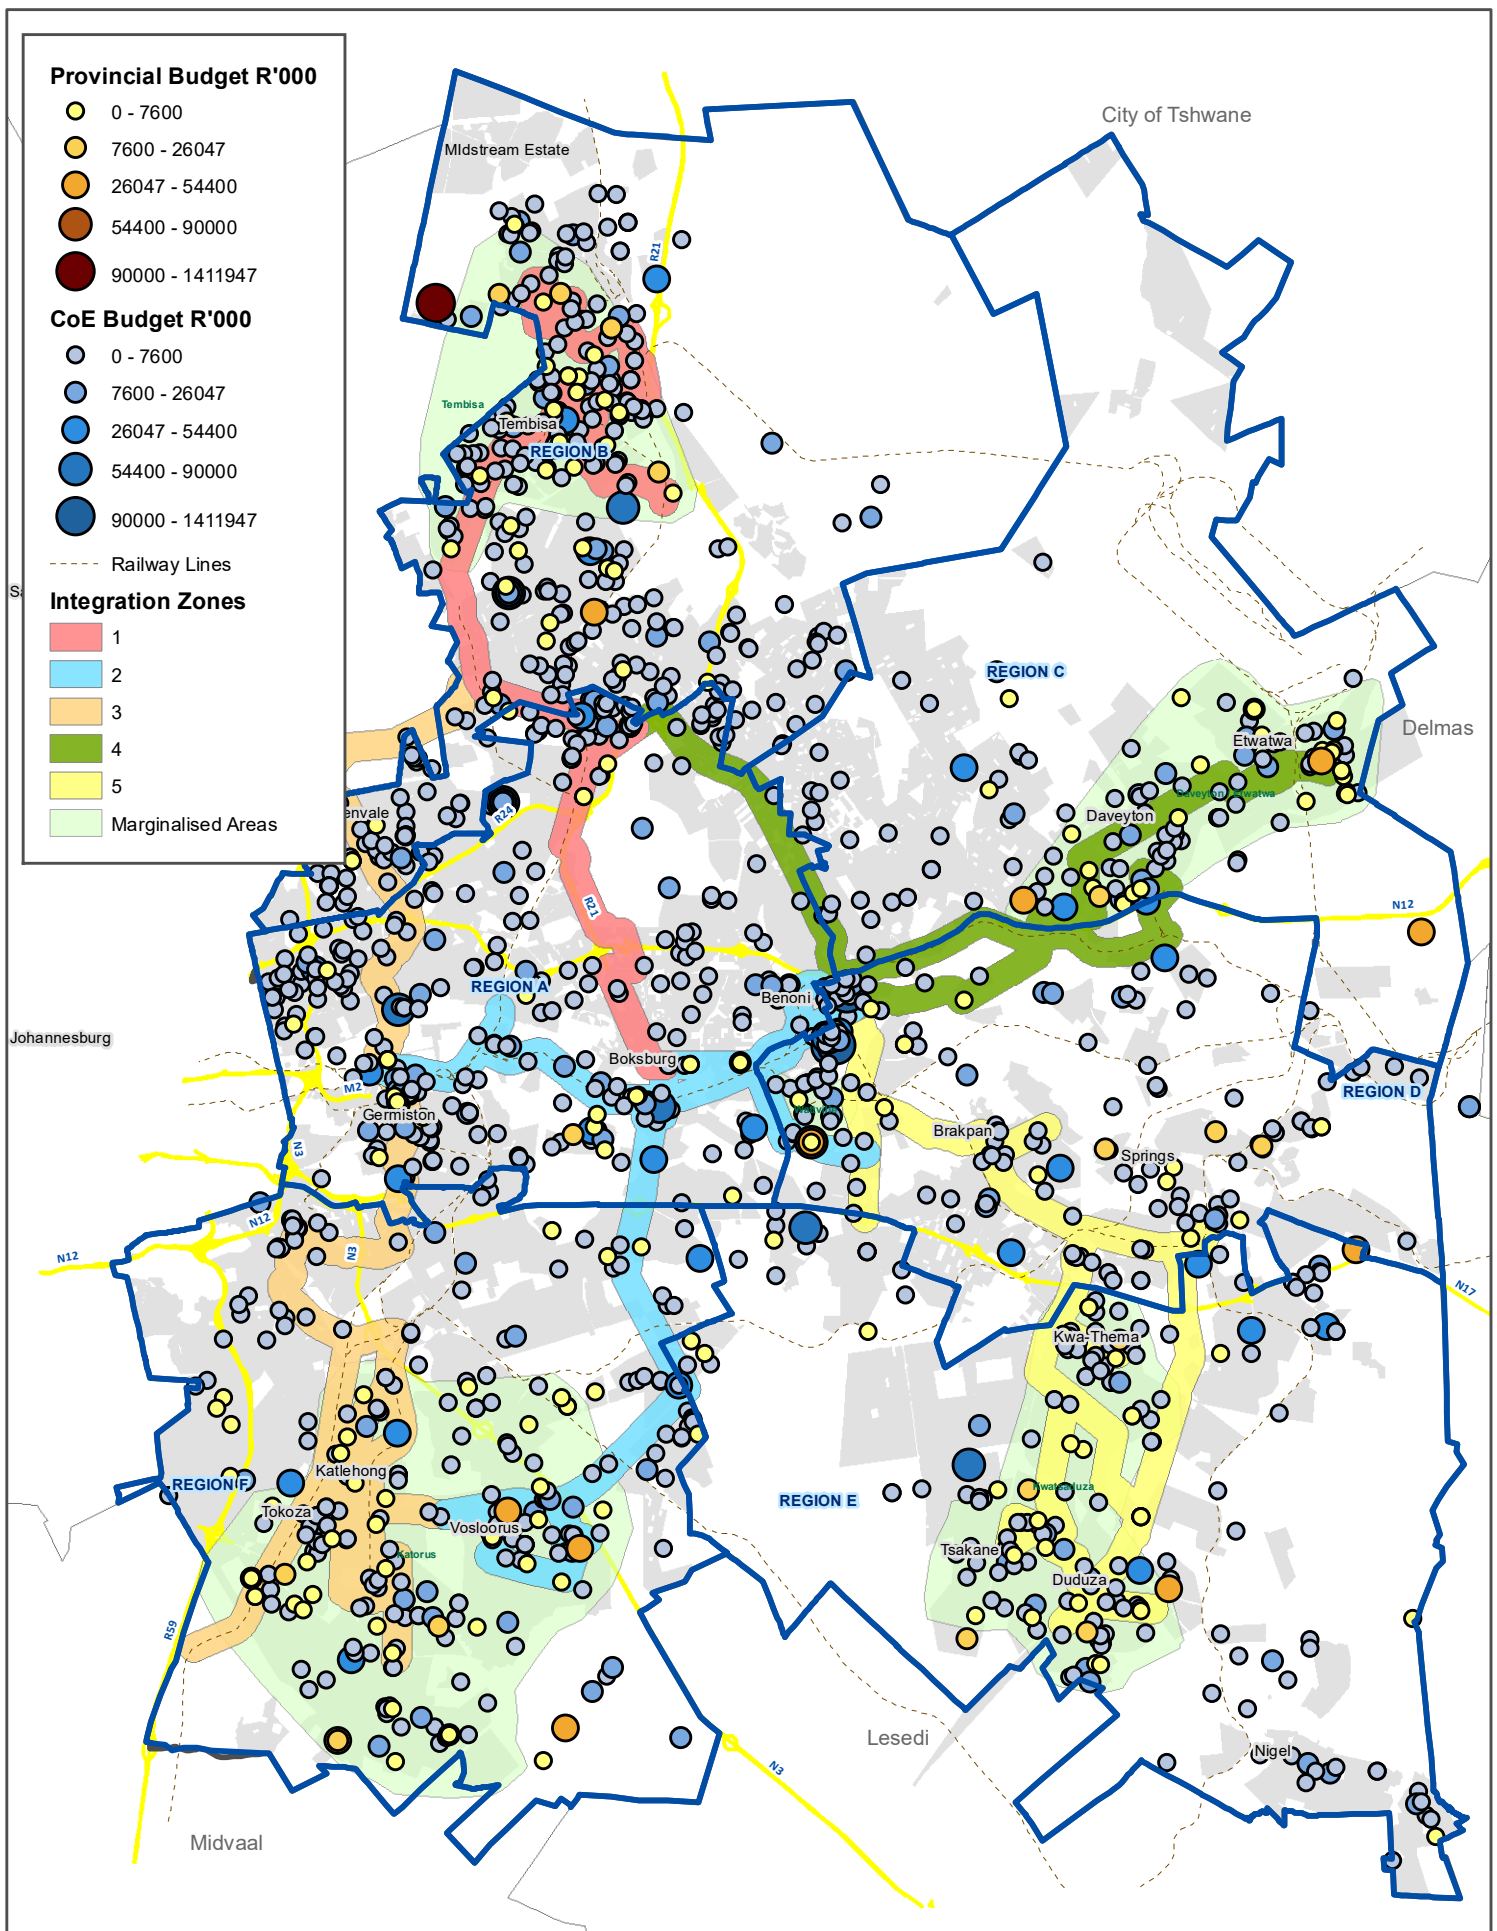 Provincial Budget R'000
0 - 7600
7600 - 26047
26047 - 54400
54400 - 90000
90000 - 1411947
CoE Budget R'000
0 - 7600
7600 - 26047
26047 - 54400
54400 - 90000
90000 - 1411947
Railway Lines
Integration Zones
1
2
3
4
5
Marginalised Areas
City of Tshwane
MIdstream Estate
R21
Tembisa
Tembisa
REGION B
REGION C
Etwatwa
Delmas
Daveyton
envale
R24
R21
N12
REGION A
Benoni
Johannesburg
Boksburg
M2
Germiston
REGION D
Brakpan
Springs
N3
N12
N12
N3
N17
Kwa-Thema
Katlehong
REGION F
Tokoza
Vosloorus
Katorus
REGION E
Kwatsaduza
Tsakane
Duduza
R59
Lesedi
N3
Nigel
Midvaal